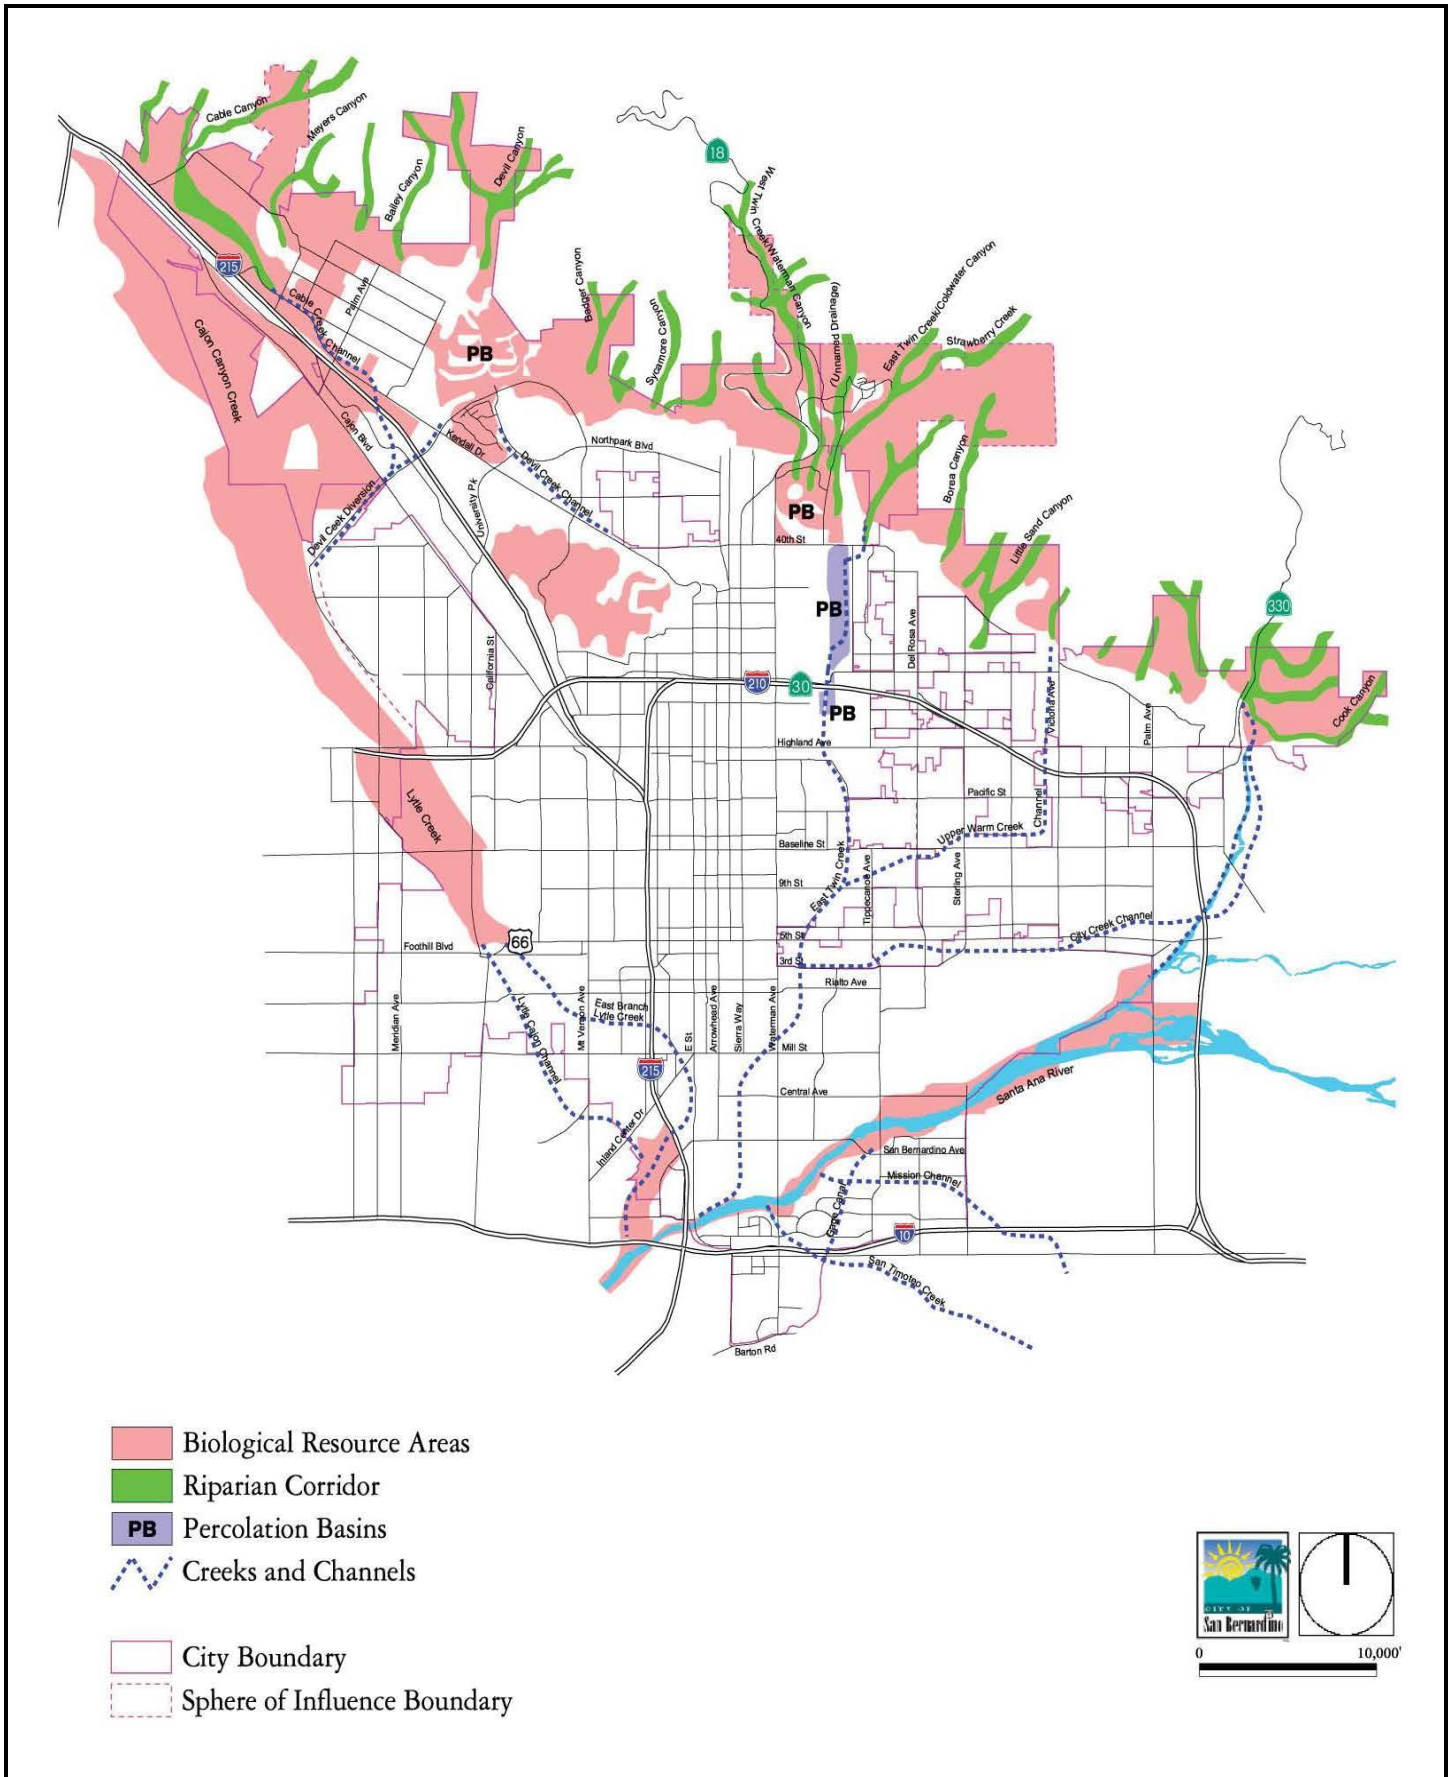 Cable Canyon
Meyers Canyon
Bailey Canyon
Devil Canyon
18
West Twin Creek/Waterman Canyon
215
Cable Creek Channel
Palm Ave
Badger Canyon
Sycamore Canyon
(Unnamed Drainage)
East Twin Creek/Coldwater Canyon
Strawberry Creek
Cajon Canyon Creek
PB
Cajon Blvd
Kendall Dr
Northpark Blvd
Devil Creek Channel
University Pk
Borea Canyon
Devil Ceek Diversion
PB
40th St
Little Sand Canyon
PB
Del Rosa Ave
330
California St
210
30
PB
Victoria Ave
Palm Ave
Cook Canyon
Highland Ave
Lytle Creek
Pacific St
Channel
Upper Warm Creek
Baseline St
East Twin Creek
Tippecanoe Ave
Sterling Ave
9th St
5th St
City Creek Channel
Foothill Blvd
66
3rd St
Rialto Ave
Meridian Ave
Lytle Cajon Channel
Mt Vernon Ave
East Branch
Lytle Creek
E St
Arrowhead Ave
Sierra Way
Waterman Ave
Mill St
215
Central Ave
Santa Ana River
Inland Center Dr
San Bernardino Ave
Mission Channel
Gage Canal
10
San Timoteo Creek
Barton Rd
Biological Resource Areas
Riparian Corridor
PB Percolation Basins
Creeks and Channels
City Boundary
Sphere of Influence Boundary
CITY OF
San Bernardino
0 10,000'